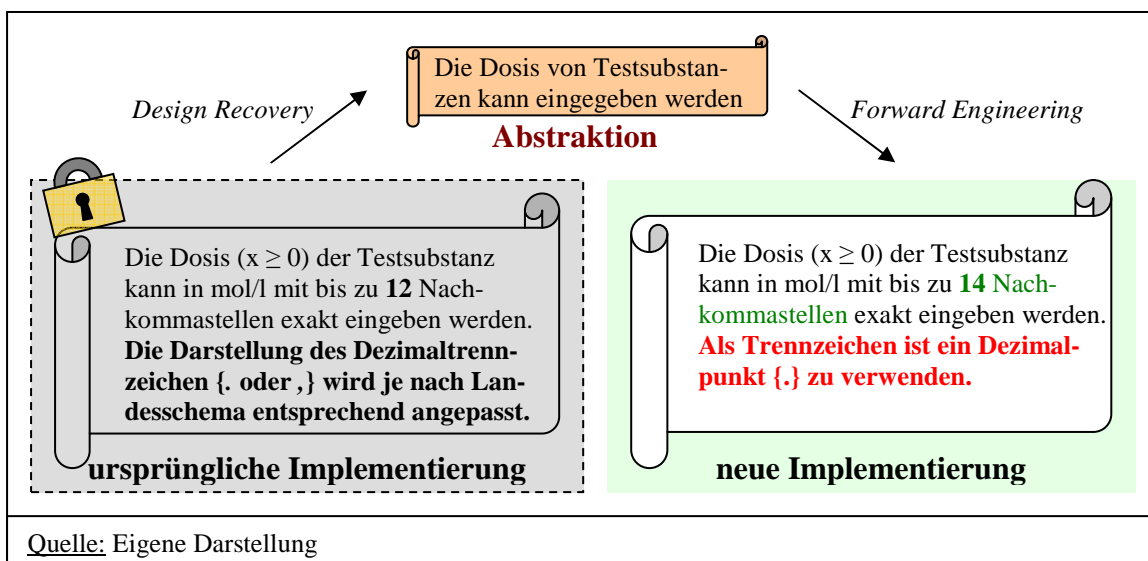 Die Dosis von Testsubstan-
zen kann eingegeben werden
Design Recovery
Forward Engineering
Abstraktion
Die Dosis (x ≥ 0) der Testsubstanz
kann in mol/l mit bis zu 12 Nach-
kommastellen exakt eingeben werden.
Die Darstellung des Dezimaltrenn-
zeichen {. oder ,} wird je nach Lan-
desschema entsprechend angepasst.
ursprüngliche Implementierung
Die Dosis (x ≥ 0) der Testsubstanz
kann in mol/l mit bis zu 14 Nach-
kommastellen exakt eingeben werden.
Als Trennzeichen ist ein Dezimal-
punkt {.} zu verwenden.
neue Implementierung
Quelle: Eigene Darstellung